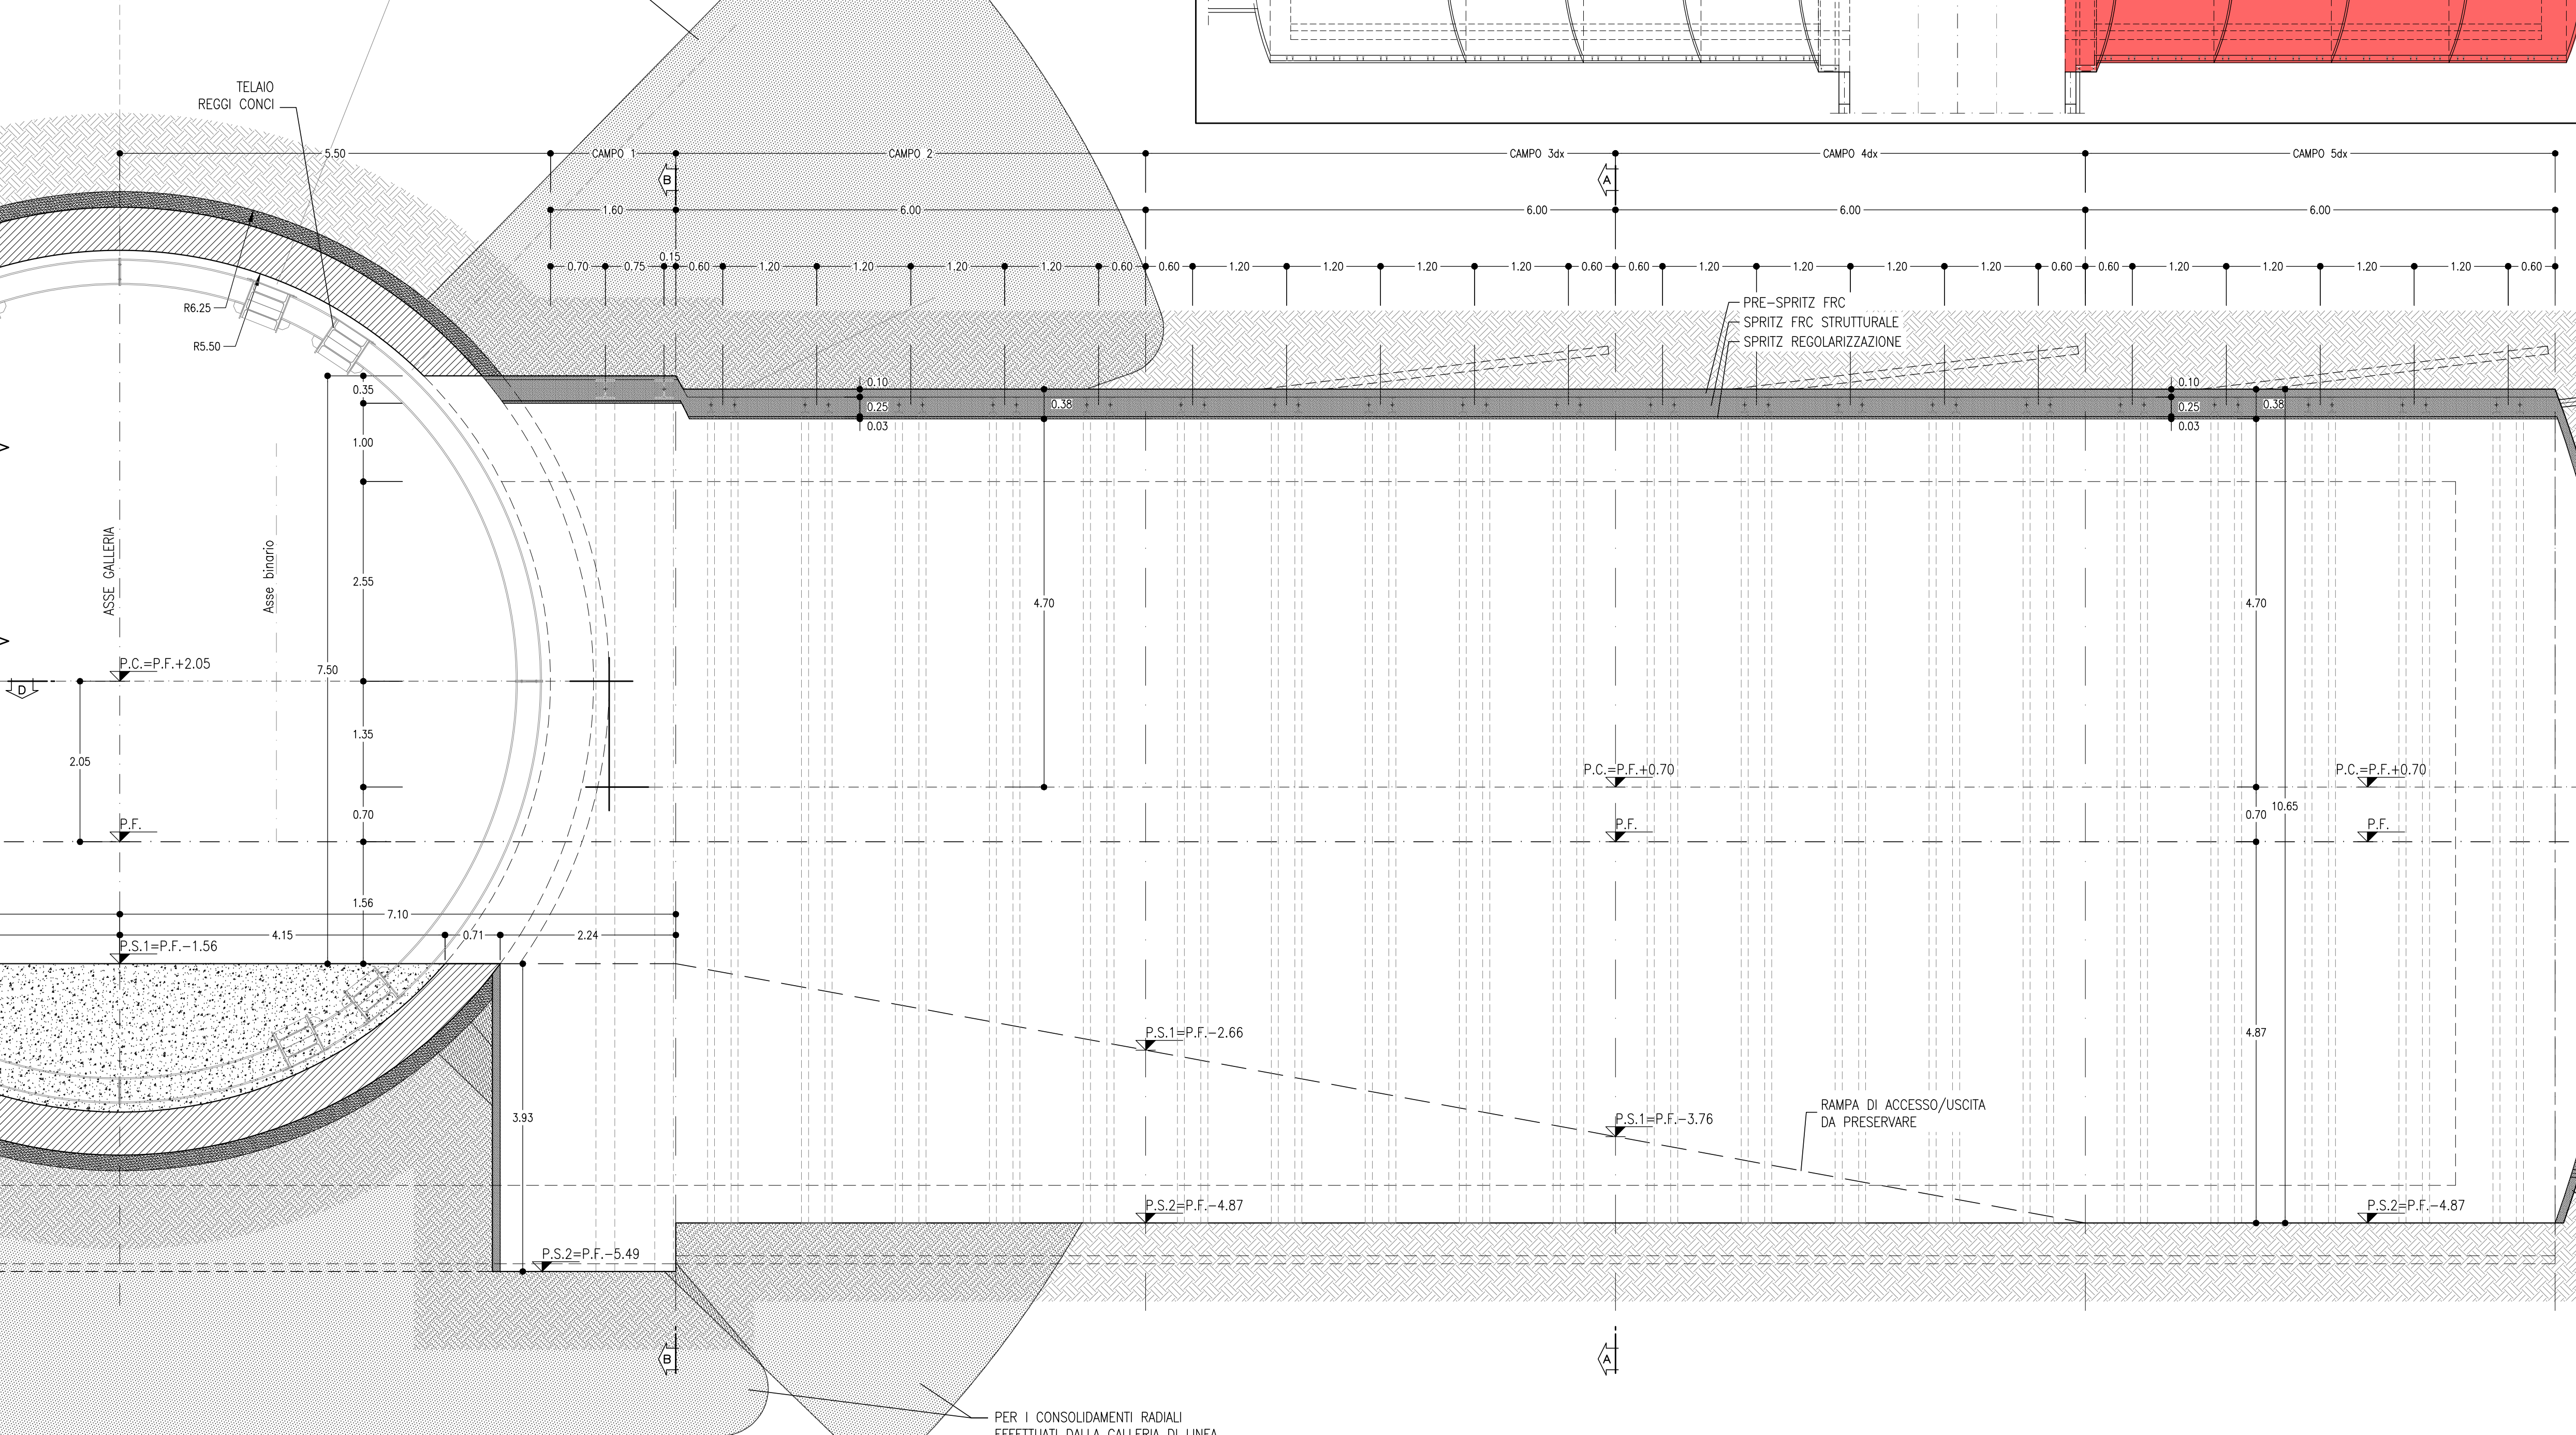 TELAIO
REGGI CONCI
5.50
CAMPO 1
CAMPO 2
CAMPO 3dx
CAMPO 4dx
CAMPO 5dx
B
A
1.60
6.00
6.00
6.00
6.00
0.70
0.75
0.15
0.60
1.20
1.20
1.20
1.20
0.60
0.60
1.20
1.20
1.20
1.20
0.60
0.60
1.20
1.20
1.20
1.20
0.60
0.60
1.20
1.20
1.20
1.20
0.60
R6.25
R5.50
PRE-SPRITZ FRC
SPRITZ FRC STRUTTURALE
SPRITZ REGOLARIZZAZIONE
0.35
0.10
0.25
0.03
0.38
0.10
0.25
0.03
0.38
1.00
ASSE GALLERIA
Asse binario
2.55
4.70
4.70
P.C.=P.F.+2.05
7.50
D
1.35
2.05
P.C.=P.F.+0.70
P.C.=P.F.+0.70
10.65
0.70
0.70
P.F.
P.F.
P.F.
1.56
7.10
4.15
0.71
2.24
P.S.1=P.F.-1.56
P.S.1=P.F.-2.66
4.87
3.93
P.S.1=P.F.-3.76
RAMPA DI ACCESSO/USCITA
DA PRESERVARE
P.S.2=P.F.-4.87
P.S.2=P.F.-4.87
P.S.2=P.F.-5.49
B
A
PER I CONSOLIDAMENTI RADIALI
EFFETTUATI DALLA GALLERIA DI LINEA